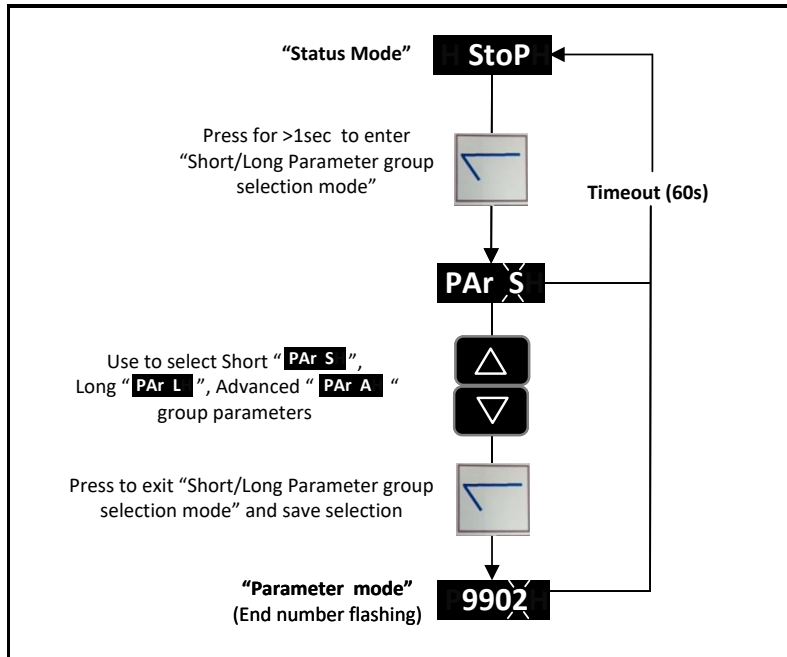 “Status Mode”
StoP
Press for >1sec to enter
“Short/Long Parameter group
selection mode”
Timeout (60s)
PAr S
Use to select Short “ PAr S ”,
Long “ PAr L ”, Advanced “ PAr A “
group parameters
Press to exit “Short/Long Parameter group
selection mode” and save selection
“Parameter mode”
(End number flashing)
9902